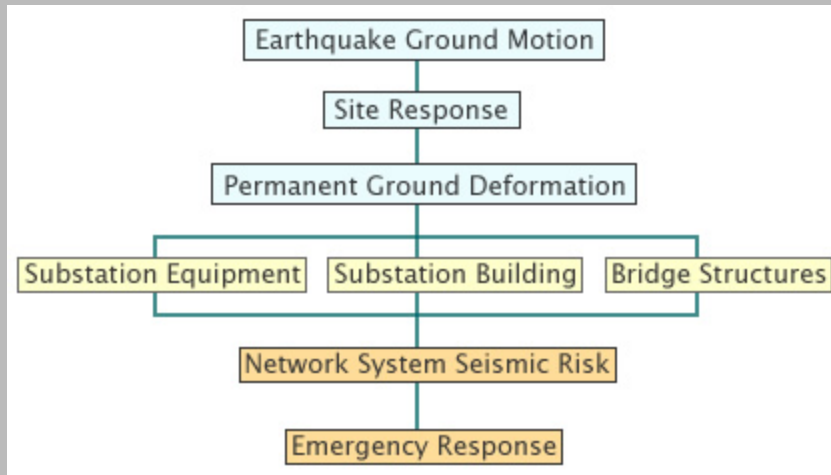 Earthquake Ground Motion
Site Response
Permanent Ground Deformation
Substation Equipment
Substation Building
Bridge Structures
Network System Seismic Risk
Emergency Response